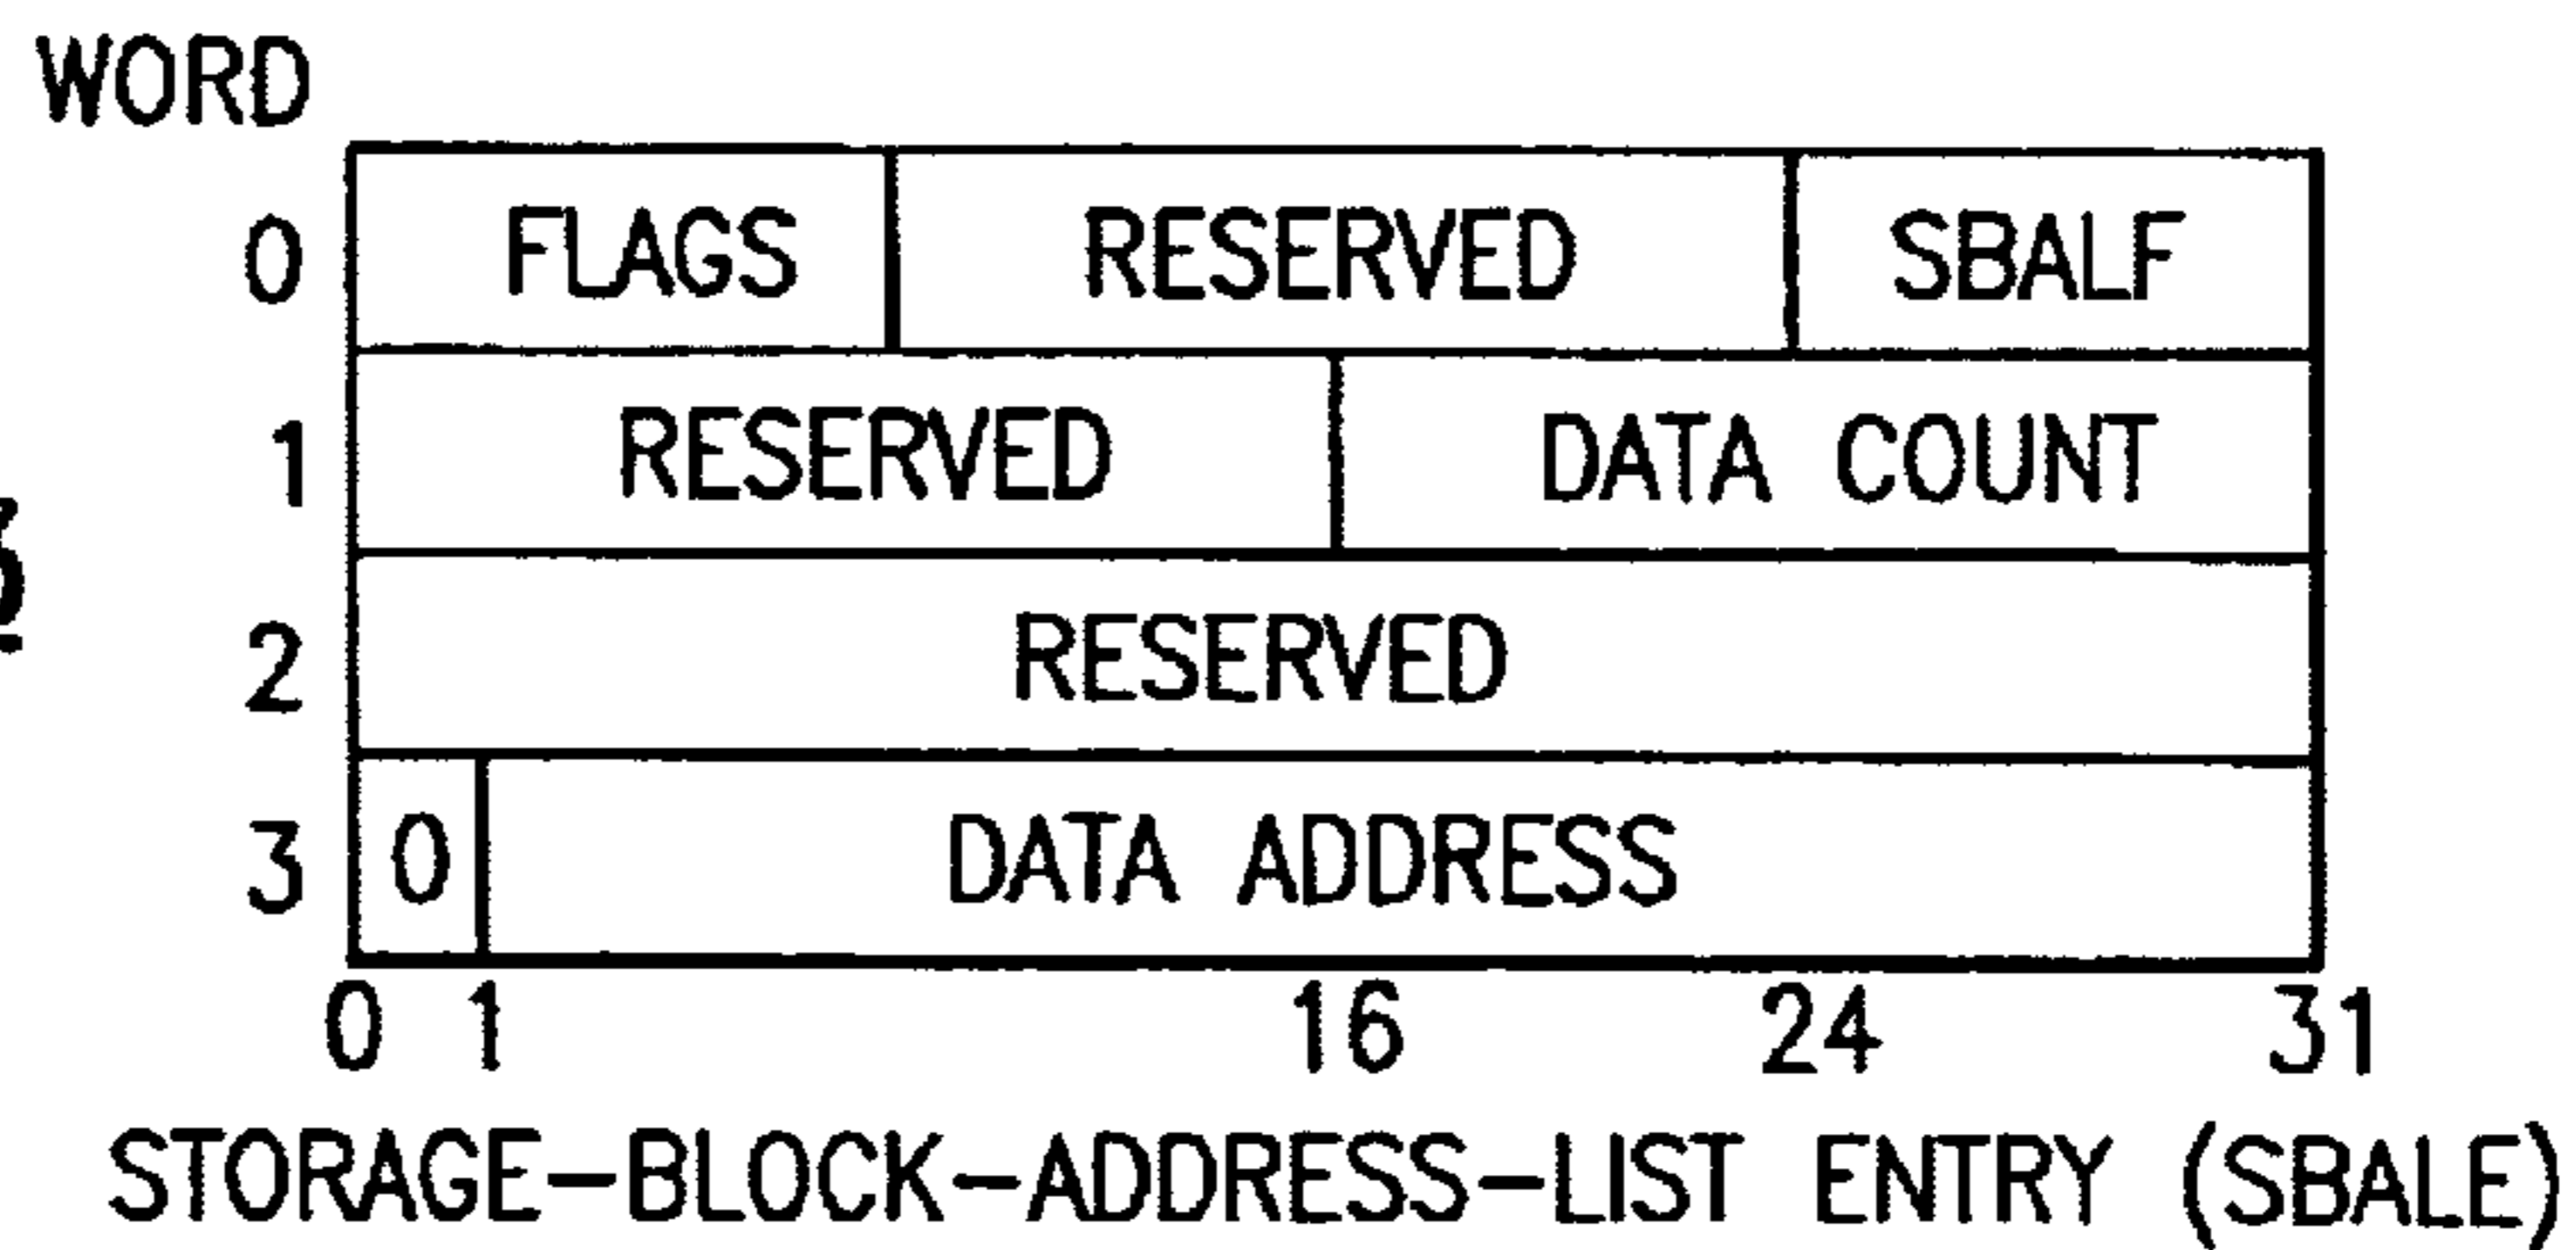 WORD
0 FLAGS RESERVED SBALF
1 RESERVED DATA COUNT
2 RESERVED
3 0 DATA ADDRESS
0 1 16 24 31
STORAGE-BLOCK-ADDRESS-LIST ENTRY (SBALE)